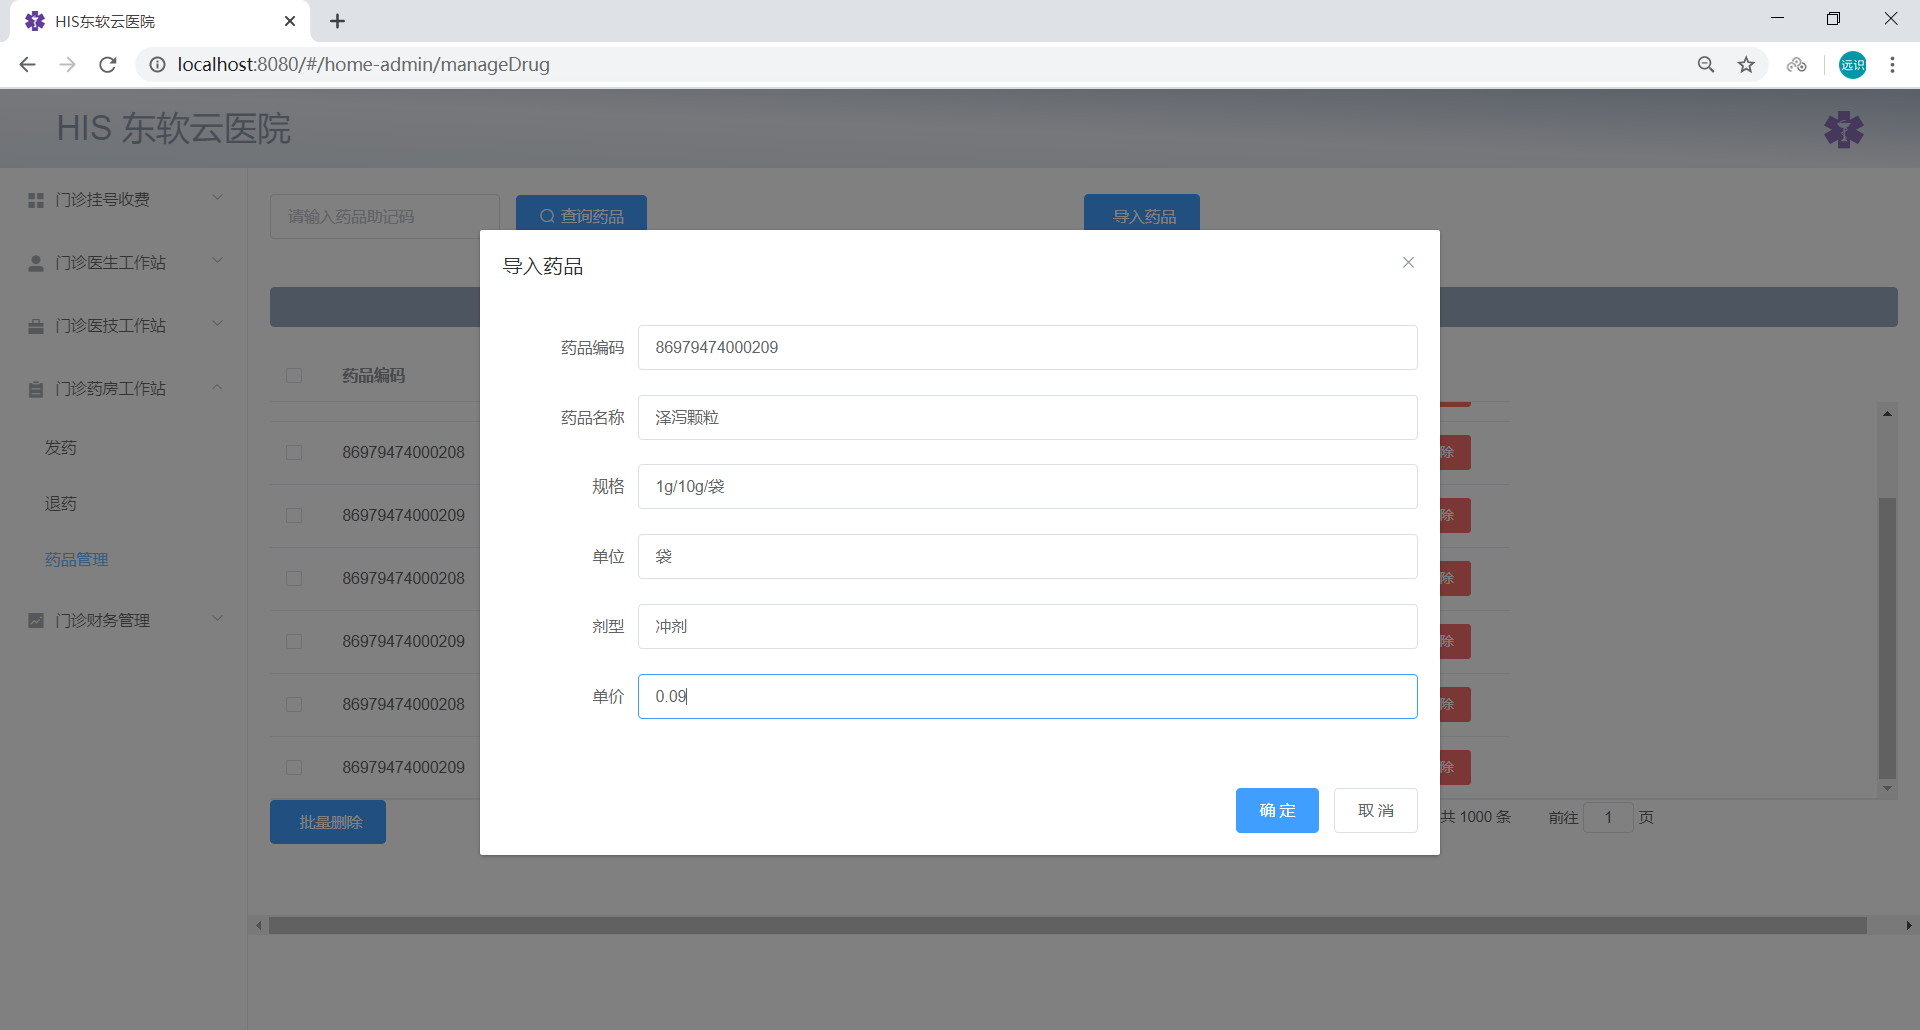 HIS东软云医院
localhost:8080/#/home-admin/manageDrug
远识
HIS 东软云医院
门诊挂号收费
门诊医生工作站
门诊医技工作站
门诊药房工作站
发药
退药
药品管理
门诊财务管理
请输入药品助记码
查询药品
导入药品
药品编码
86979474000208
除
86979474000209
除
86979474000208
除
86979474000209
除
86979474000208
除
86979474000209
除
批量删除
共 1000 条
前往 1 页
导入药品
药品编码 86979474000209
药品名称 泽泻颗粒
规格 1g/10g/袋
单位 袋
剂型 冲剂
单价 0.09
确 定
取 消